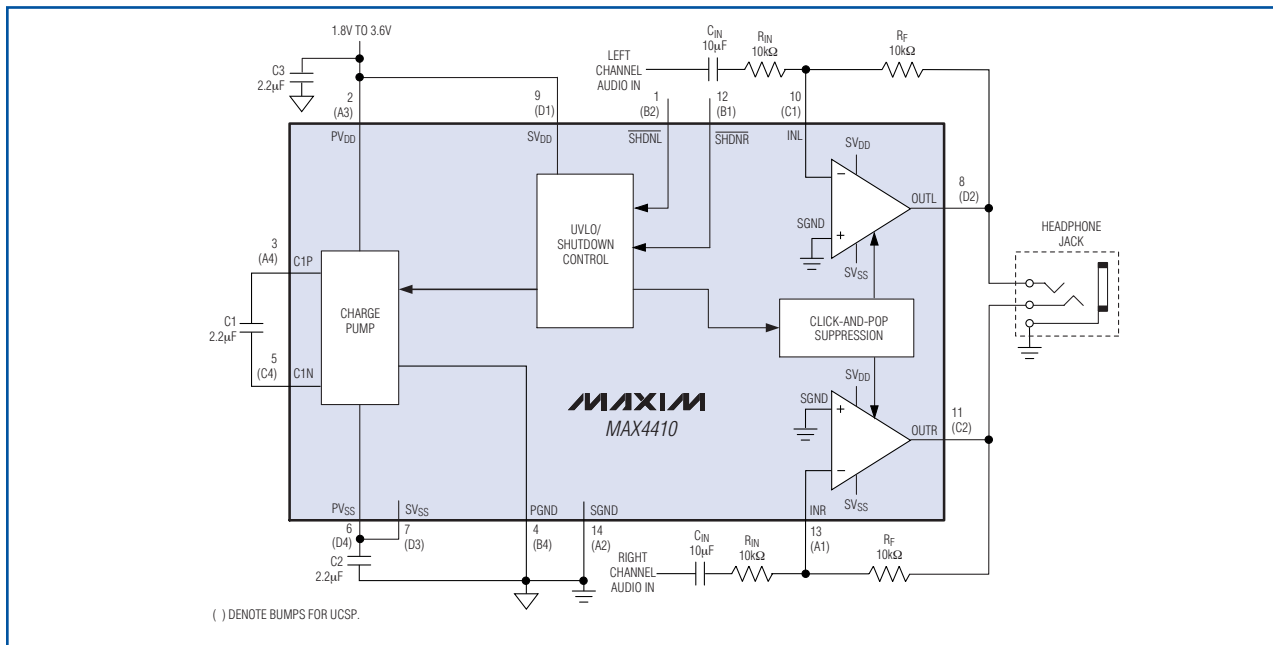 1.8V TO 3.6V
C3
2.2µF
2
(A3)
9
(D1)
LEFT
CHANNEL
AUDIO IN
CIN
10µF
RIN
10kΩ
RF
10kΩ
1
(B2)
12
(B1)
10
(C1)
PVDD
SVDD
SHDNL
SHDNR
INL
SVDD
8
(D2)
OUTL
SGND
SVSS
UVLO/
SHUTDOWN
CONTROL
HEADPHONE
JACK
3
(A4)
C1P
C1
2.2µF
CHARGE
PUMP
5
(C4)
C1N
CLICK-AND-POP
SUPPRESSION
MAXIM
MAX4410
SVDD
SGND
OUTR
11
(C2)
SVSS
PVSS
SVSS
PGND
SGND
INR
6
(D4)
7
(D3)
4
(B4)
14
(A2)
13
(A1)
C2
2.2µF
RIGHT
CHANNEL
AUDIO IN
CIN
10µF
RIN
10kΩ
RF
10kΩ
( ) DENOTE BUMPS FOR UCSP.